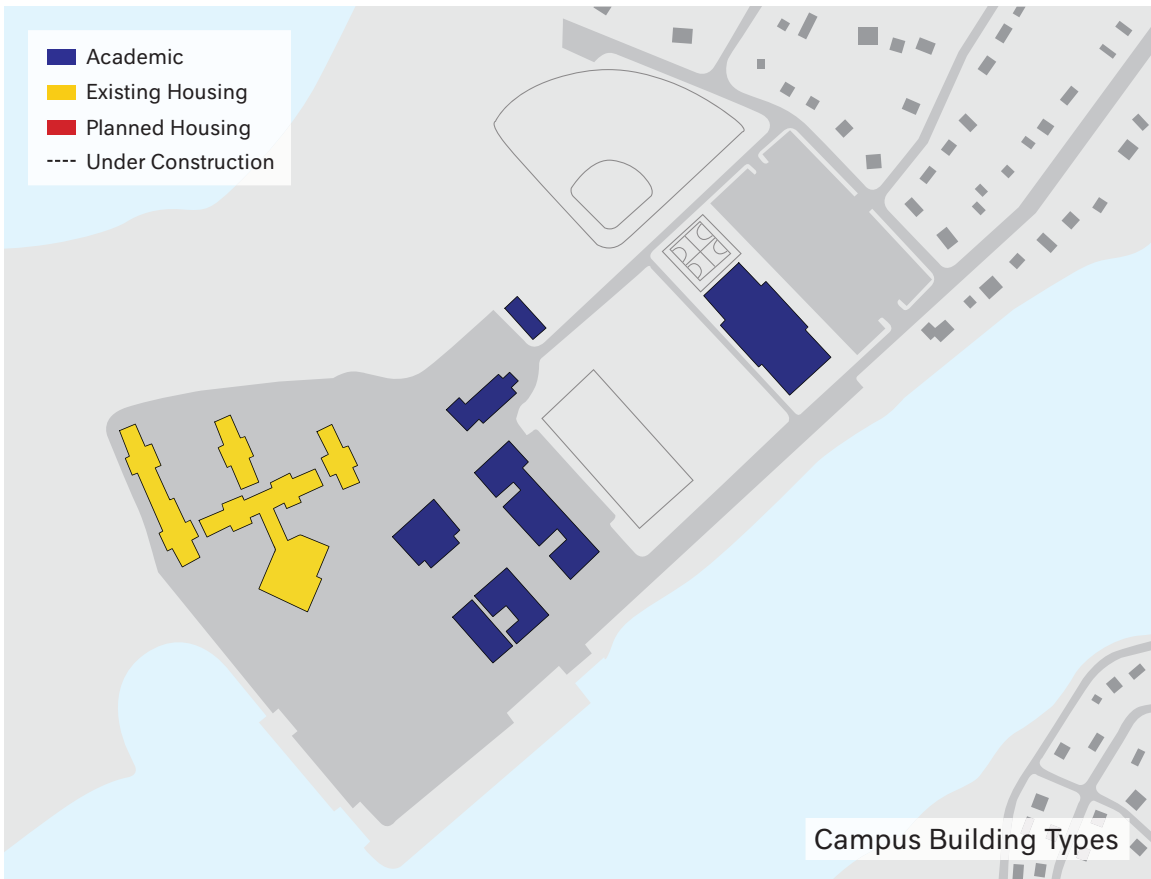 Academic
Existing Housing
Planned Housing
Under Construction
Campus Building Types